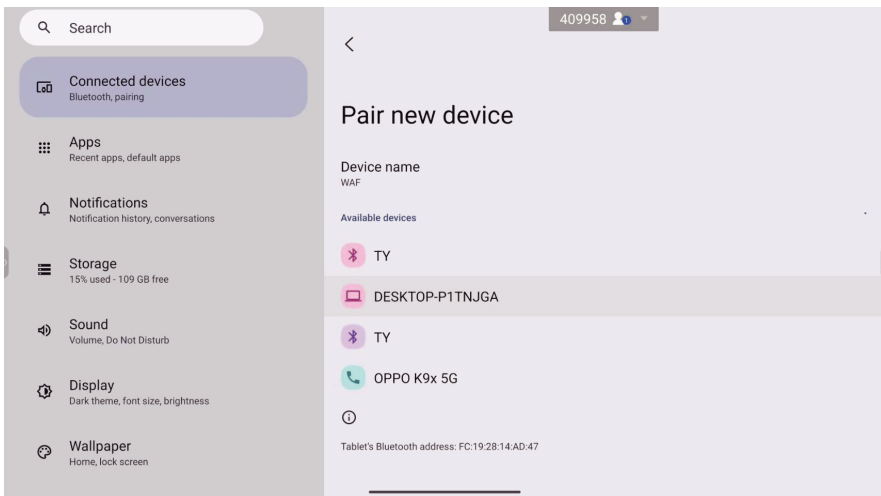 409958
Search
Connected devices
Bluetooth, pairing
Apps
Recent apps, default apps
Notifications
Notification history, conversations
Storage
15% used - 109 GB free
Sound
Volume, Do Not Disturb
Display
Dark theme, font size, brightness
Wallpaper
Home, lock screen
Pair new device
Device name
WAF
Available devices
TY
DESKTOP-P1TNJGA
TY
OPPO K9x 5G
Tablet's Bluetooth address: FC:19:28:14:AD:47